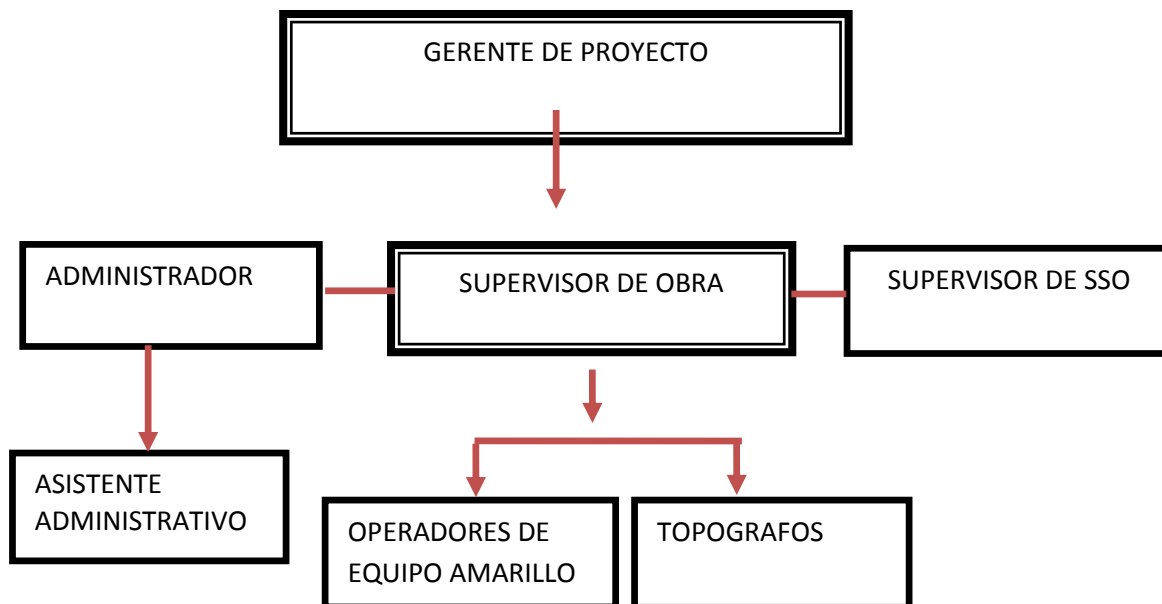 GERENTE DE PROYECTO
ADMINISTRADOR
SUPERVISOR DE OBRA
SUPERVISOR DE SSO
ASISTENTE
ADMINISTRATIVO
OPERADORES DE
EQUIPO AMARILLO
TOPOGRAFOS